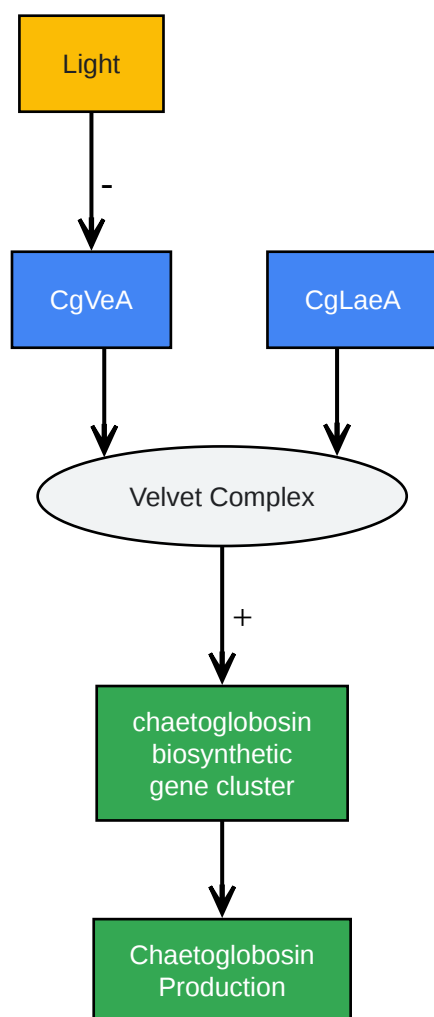 Light
-
CgVeA
CgLaeA
Velvet Complex
+
chaetoglobosin
biosynthetic
gene cluster
Chaetoglobosin
Production